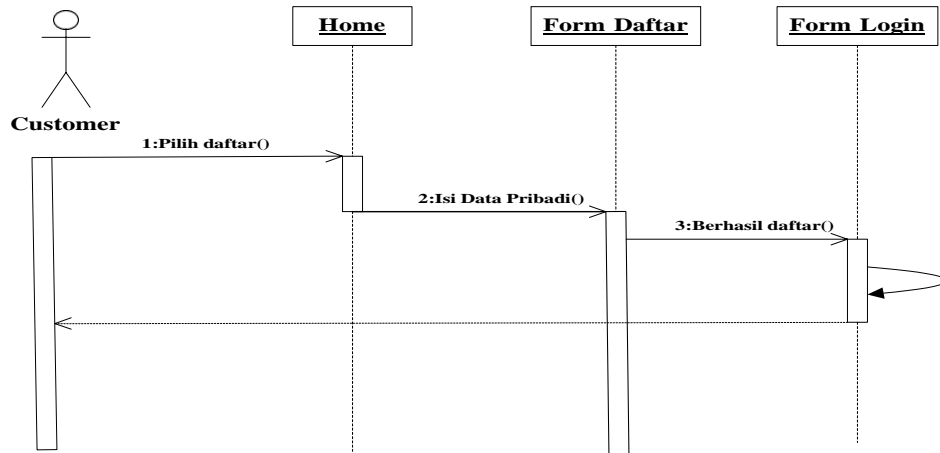 Home
Form Daftar
Form Login
Customer
1:Pilih daftar()
2:Isi Data Pribadi()
3:Berhasil daftar()